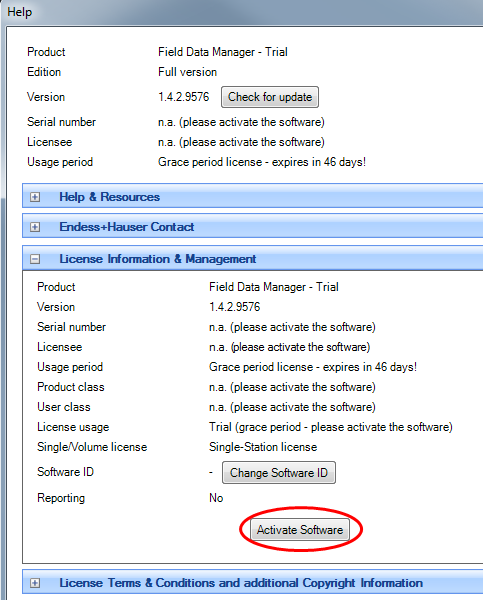 Help
Product Field Data Manager - Trial
Edition Full version
Version 1.4.2.9576 Check for update
Serial number n.a. (please activate the software)
Licensee n.a. (please activate the software)
Usage period Grace period license - expires in 46 days!
Help & Resources
Endess+Hauser Contact
License Information & Management
Product Field Data Manager - Trial
Version 1.4.2.9576
Serial number n.a. (please activate the software)
Licensee n.a. (please activate the software)
Usage period Grace period license - expires in 46 days!
Product class n.a. (please activate the software)
User class n.a. (please activate the software)
License usage Trial (grace period - please activate the software)
Single/Volume license Single-Station license
Software ID - Change Software ID
Reporting No
Activate Software
License Terms & Conditions and additional Copyright Information